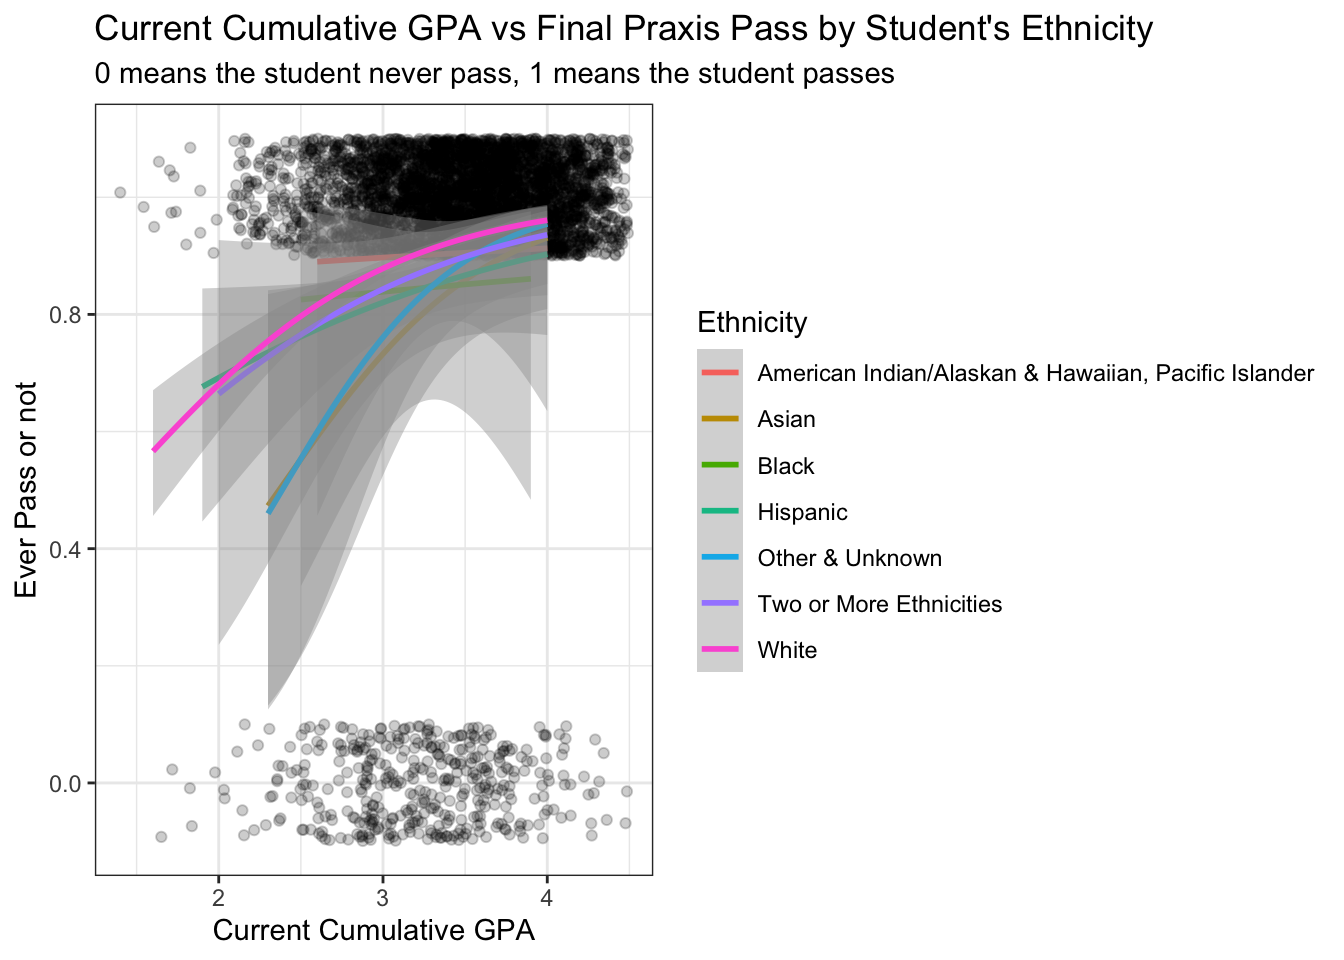 Current Cumulative GPA vs Final Praxis Pass by Student's Ethnicity
0 means the student never pass, 1 means the student passes
Ever Pass or not
0.8
0.4
0.0
2 3 4
Current Cumulative GPA
Ethnicity
American Indian/Alaskan & Hawaiian, Pacific Islander
Asian
Black
Hispanic
Other & Unknown
Two or More Ethnicities
White